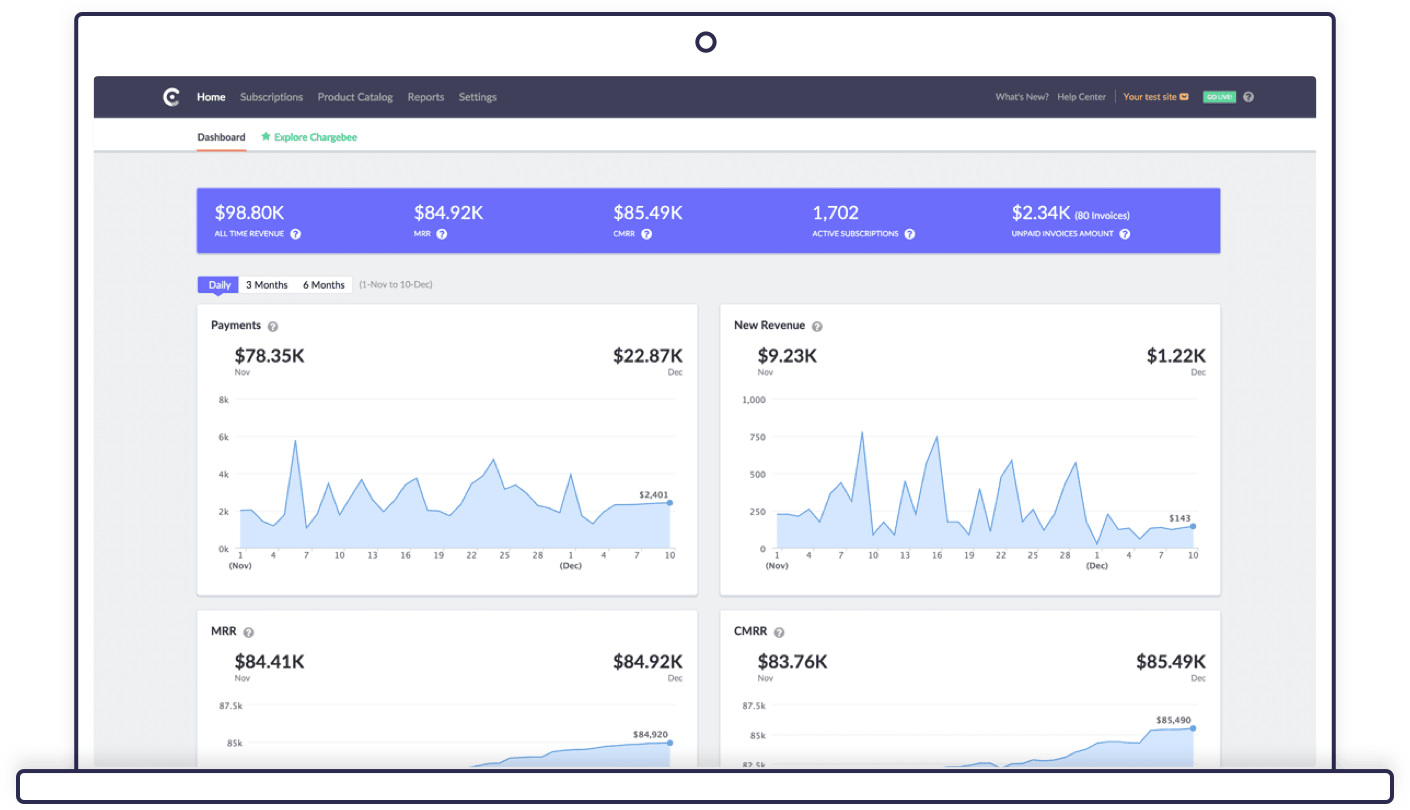 Home Subscriptions Product Catalog Reports Settings What's New? Help Center Your test site GO LIVE! ?
Dashboard Explore Chargebee
$98.80K $84.92K $85.49K 1,702 $2.34K (80 Invoices)
ALL TIME REVENUE ? MRR ? CMRR ? ACTIVE SUBSCRIPTIONS ? UNPAID INVOICES AMOUNT ?
Daily 3 Months 6 Months (1-Nov to 10-Dec)
Payments ?
$78.35K $22.87K
Nov Dec
8k
6k
4k
$2,401
2k
0k
1 4 7 10 13 16 19 22 25 28 1 4 7 10
(Nov) (Dec)
New Revenue ?
$9.23K $1.22K
Nov Dec
1,000
750
500
250
$143
0
1 4 7 10 13 16 19 22 25 28 1 4 7 10
(Nov) (Dec)
MRR ?
$84.41K $84.92K
Nov Dec
87.5k
$84,920
85k
CMRR ?
$83.76K $85.49K
Nov Dec
87.5k
$85,490
85k
82.5k